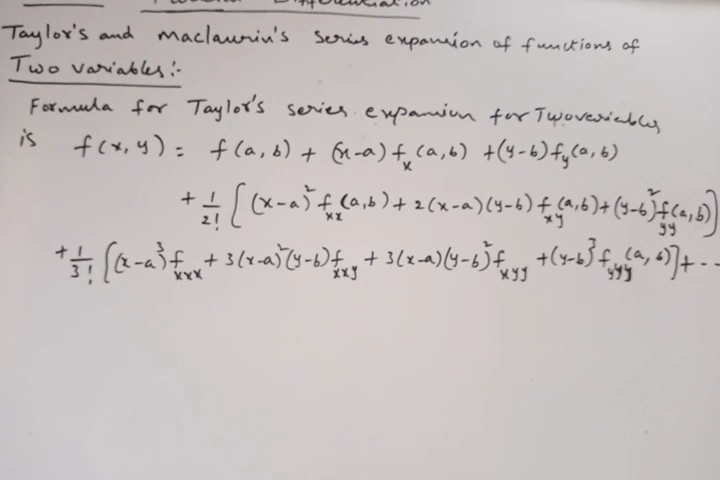 Differentiation
Taylor's and Maclaurin's series expansion of functions of
Two variables:-
Formula for Taylor's series expansion for Two variables
is f(x, y) = f(a, b) + (x-a) f_x (a, b) + (y-b) f_y (a, b)
+ 1/2! [ (x-a)^2 f_xx (a, b) + 2(x-a)(y-b) f_xy (a, b) + (y-b)^2 f_yy (a, b) ]
+ 1/3! [ (x-a)^3 f_xxx + 3(x-a)^2 (y-b) f_xxy + 3(x-a)(y-b)^2 f_xyy + (y-b)^3 f_yyy (a, b) ] + ...